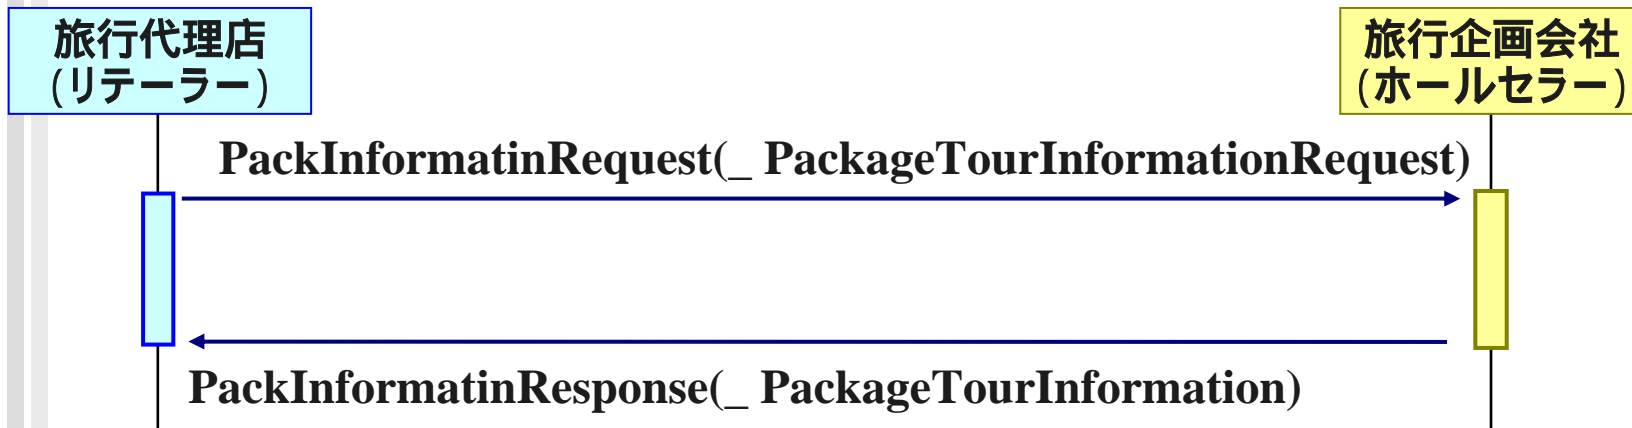 旅行代理店
(リテーラー)
旅行企画会社
(ホールセラー)
PackInformatinRequest(_ PackageTourInformationRequest)
PackInformatinResponse(_ PackageTourInformation)